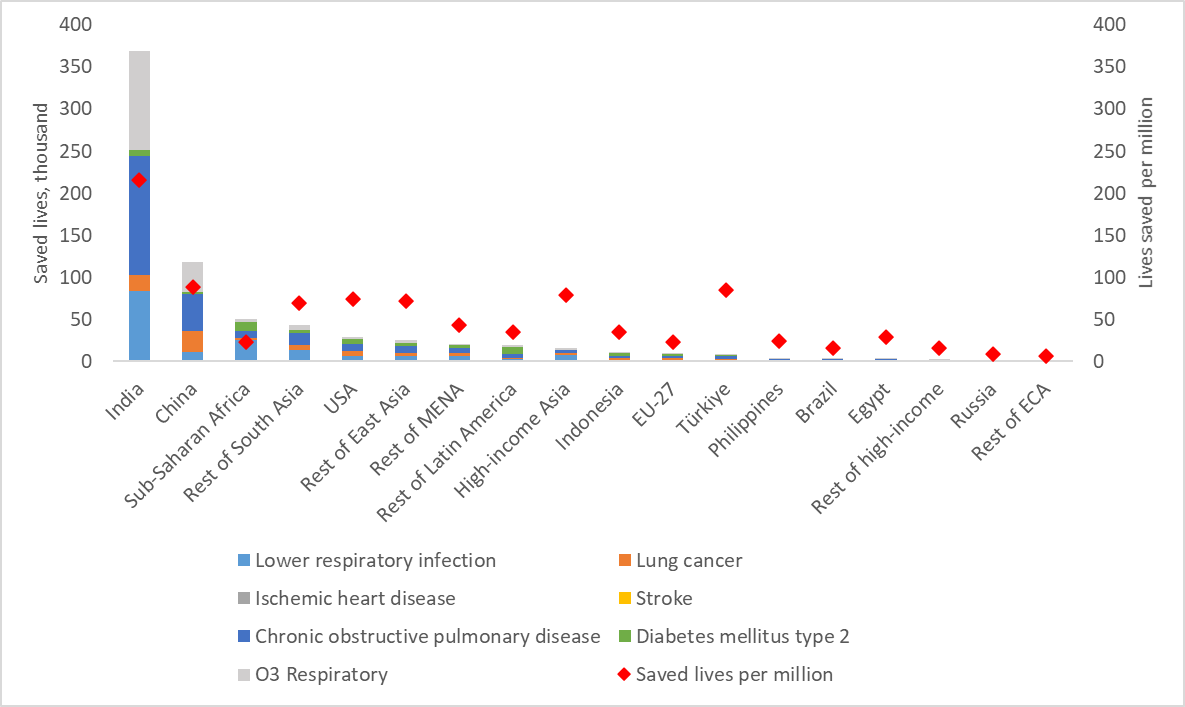 400
350
300
250
200
150
100
50
0
Saved lives, thousand
400
350
300
250
200
150
100
50
0
Lives saved per million
India
China
Sub-Saharan Africa
Rest of South Asia
USA
Rest of East Asia
Rest of MENA
Rest of Latin America
High-income Asia
Indonesia
EU-27
Türkiye
Philippines
Brazil
Egypt
Rest of high-income
Russia
Rest of ECA
Lower respiratory infection
Lung cancer
Ischemic heart disease
Stroke
Chronic obstructive pulmonary disease
Diabetes mellitus type 2
O3 Respiratory
Saved lives per million